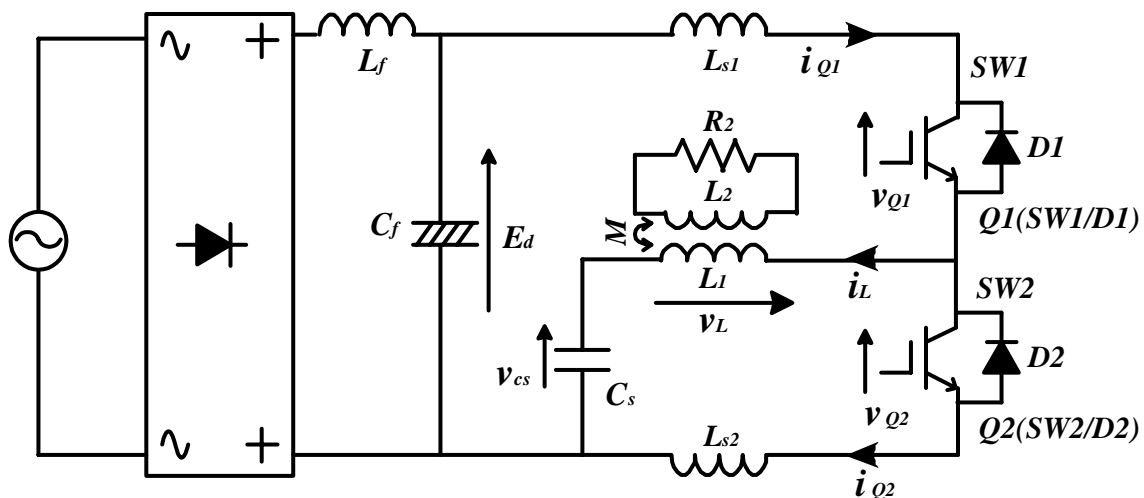 +
L_f
L_s1
i_Q1
SW1
R_2
L_2
D1
v_Q1
C_f
E_d
M
Q1(SW1/D1)
L_1
i_L
SW2
v_L
v_cs
C_s
D2
v_Q2
L_s2
Q2(SW2/D2)
+
i_Q2